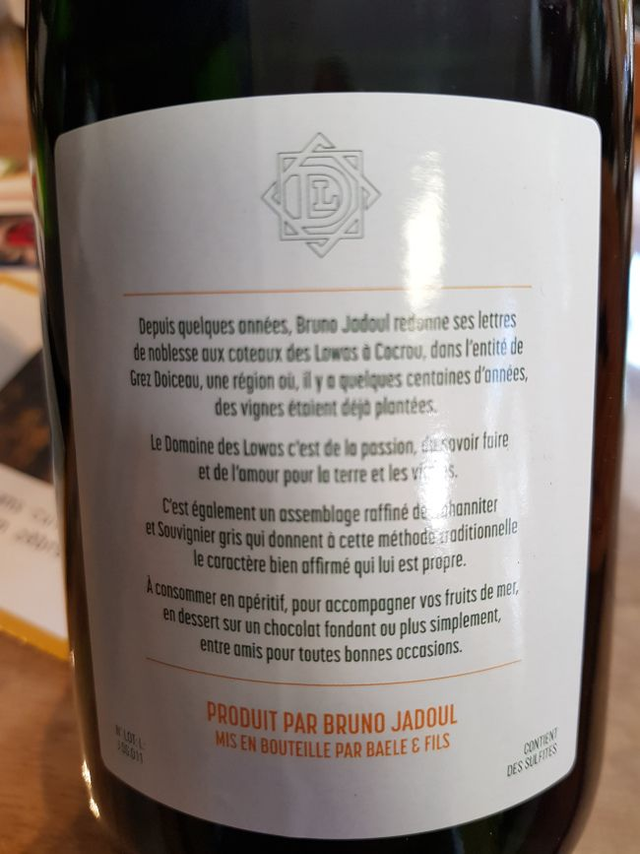 DL
Depuis quelques années, Bruno Jadoul redonne ses lettres
de noblesse aux coteaux des Lowas à Cocrou, dans l'entité de
Grez Doiceau, une région où, il y a quelques centaines d'années,
des vignes étaient déjà plantées.
Le Domaine des Lowas c'est de la passion, du savoir faire
et de l'amour pour la terre et les
C'est également un assemblage raffiné de
et Souvignier gris qui donnent à cette méthode traditionnelle
le caractère bien affirmé qui lui est propre.
À consommer en apéritif, pour accompagner vos fruits de mer,
en dessert sur un chocolat fondant ou plus simplement,
entre amis pour toutes bonnes occasions.
PRODUIT PAR BRUNO JADOUL
MIS EN BOUTEILLE PAR BAELE & FILS
N° LOT: L-
CONTIENT
DES SULFITES